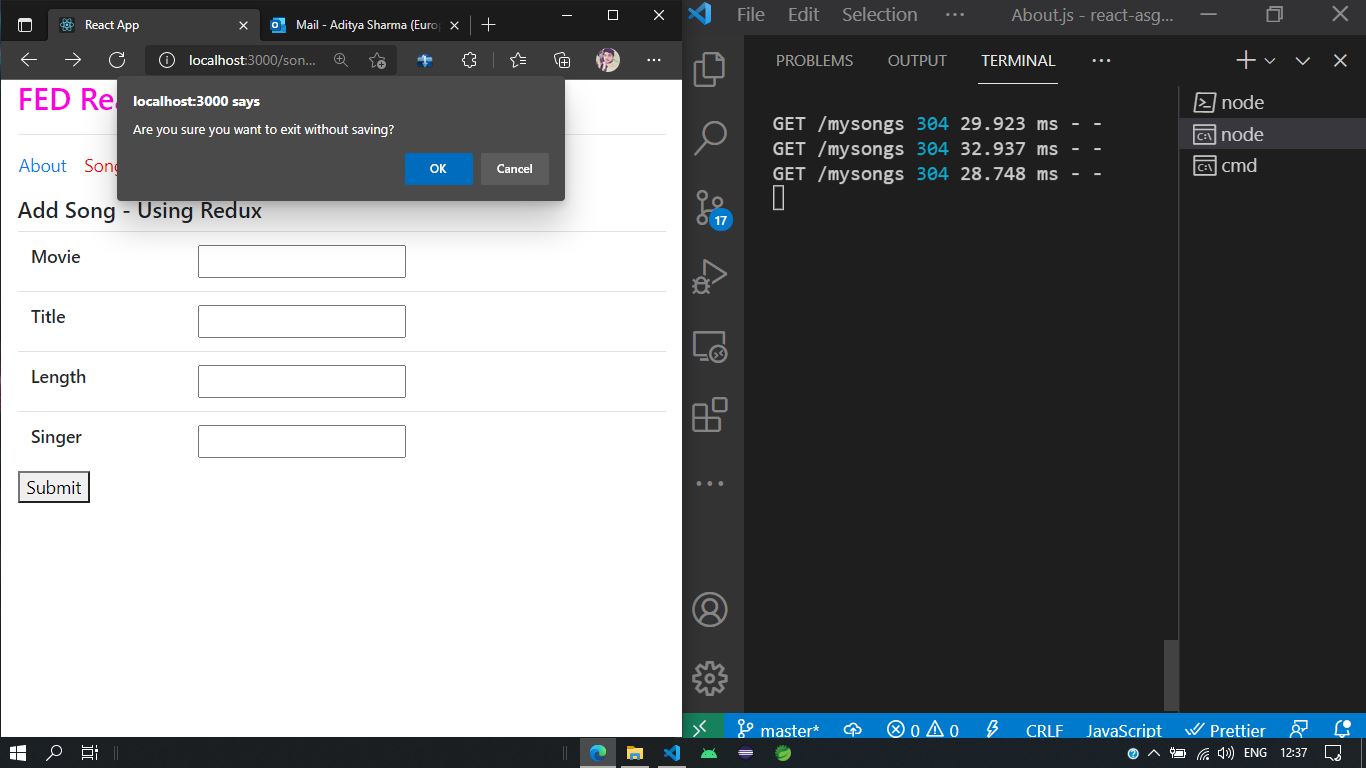 React App
Mail - Aditya Sharma (Euro
localhost:3000/son...
localhost:3000 says
Are you sure you want to exit without saving?
OK
Cancel
FED Rea
About
Song
Add Song - Using Redux
Movie
Title
Length
Singer
Submit
File Edit Selection ··· About.js - react-asg...
PROBLEMS OUTPUT TERMINAL ···
GET /mysongs 304 29.923 ms - -
GET /mysongs 304 32.937 ms - -
GET /mysongs 304 28.748 ms - -
node
node
cmd
17
master* 0 0 CRLF JavaScript Prettier
ENG 12:37